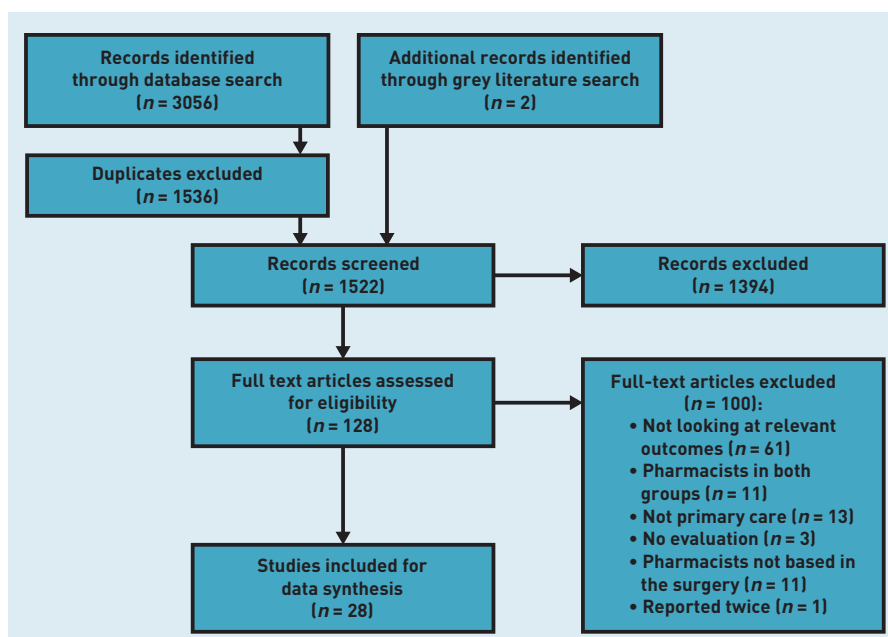 Records identified
through database search
(n = 3056)
Additional records identified
through grey literature search
(n = 2)
Duplicates excluded
(n = 1536)
Records screened
(n = 1522)
Records excluded
(n = 1394)
Full text articles assessed
for eligibility
(n = 128)
Full-text articles excluded
(n = 100):
• Not looking at relevant
outcomes (n = 61)
• Pharmacists in both
groups (n = 11)
• Not primary care (n = 13)
• No evaluation (n = 3)
• Pharmacists not based in
the surgery (n = 11)
• Reported twice (n = 1)
Studies included for
data synthesis
(n = 28)